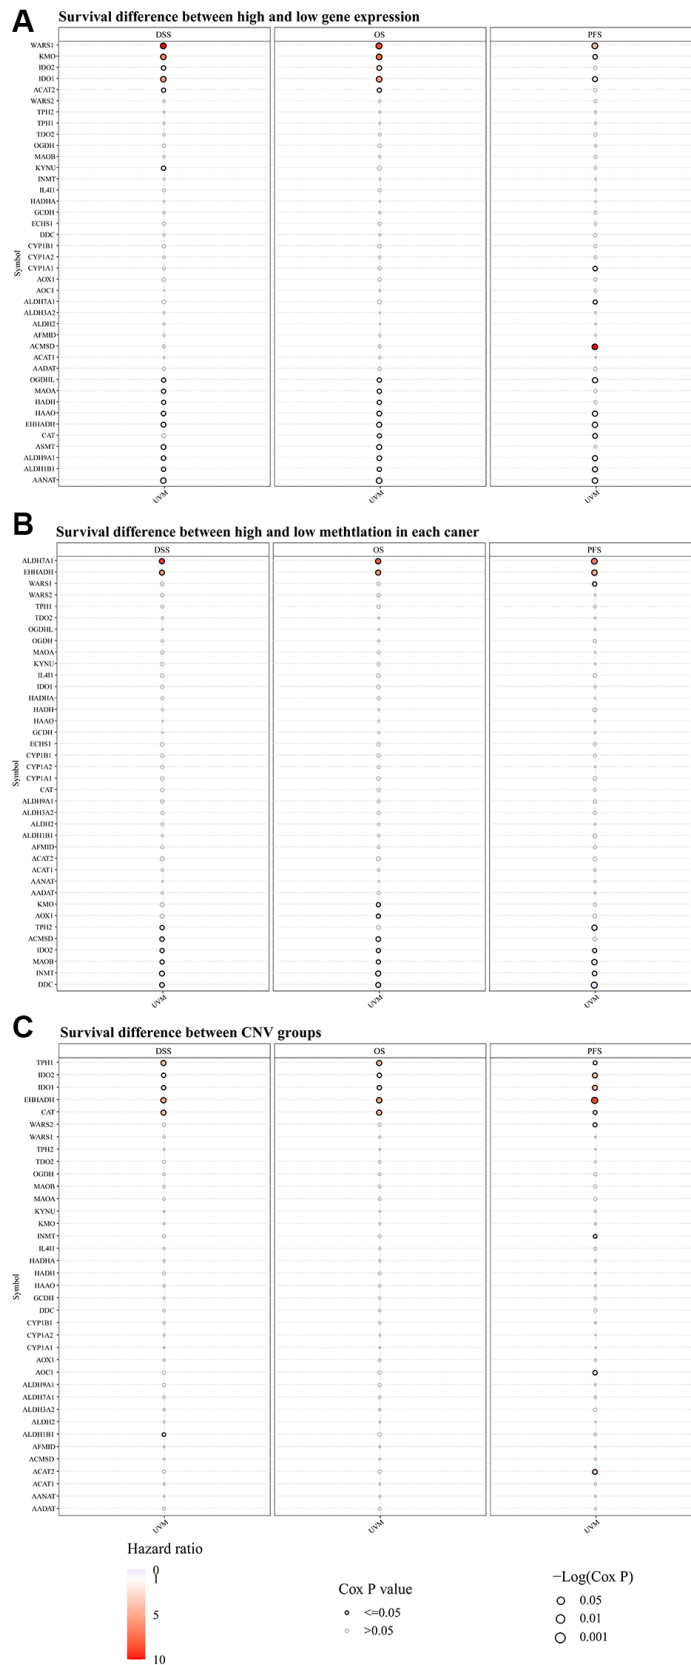 A Survival difference between high and low gene expression
DSS OS PFS
WARS1
KMO
IDO2
IDO1
ACAT2
WARS2
TPH2
TPH1
TDO2
OGDH
MAOB
KYNU
INMT
IL4I1
HADHA
GCDH
ECHS1
DDC
CYP1B1
CYP1A2
CYP1A1
AOX1
AOC1
ALDH7A1
ALDH3A2
ALDH2
AFMID
ACMSD
ACAT1
AADAT
OGDHL
MAOA
HADH
HAAO
EHHADH
CAT
ASMT
ALDH9A1
ALDH1B1
AANAT
Symbol
UVM UVM UVM
B Survival difference between high and low methtlation in each caner
DSS OS PFS
ALDH7A1
EHHADH
WARS1
WARS2
TPH1
TDO2
OGDHL
OGDH
MAOA
KYNU
IL4I1
IDO1
HADHA
HADH
HAAO
GCDH
ECHS1
CYP1B1
CYP1A2
CYP1A1
CAT
ALDH9A1
ALDH3A2
ALDH2
ALDH1B1
AFMID
ACAT2
ACAT1
AANAT
AADAT
KMO
AOX1
TPH2
ACMSD
IDO2
MAOB
INMT
DDC
Symbol
UVM UVM UVM
C Survival difference between CNV groups
DSS OS PFS
TPH1
IDO2
IDO1
EHHADH
CAT
WARS2
WARS1
TPH2
TDO2
OGDH
MAOB
MAOA
KYNU
KMO
INMT
IL4I1
HADHA
HADH
HAAO
GCDH
DDC
CYP1B1
CYP1A2
CYP1A1
AOX1
AOC1
ALDH9A1
ALDH7A1
ALDH3A2
ALDH2
ALDH1B1
AFMID
ACMSD
ACAT2
ACAT1
AANAT
AADAT
Symbol
UVM UVM UVM
Hazard ratio
0
1
5
10
Cox P value
<=0.05
>0.05
−Log(Cox P)
0.05
0.01
0.001